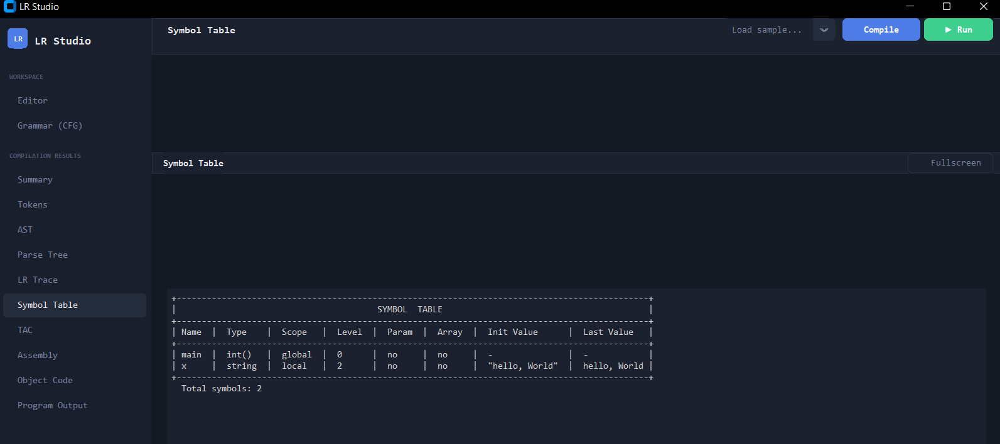 LR Studio
LR LR Studio
Symbol Table
Load sample...
Compile
▶ Run
WORKSPACE
Editor
Grammar (CFG)
COMPILATION RESULTS
Summary
Tokens
AST
Parse Tree
LR Trace
Symbol Table
TAC
Assembly
Object Code
Program Output
Symbol Table
Fullscreen
+----------------------------------------------------------------------------------------------+
|                                        SYMBOL  TABLE                                         |
+----------------------------------------------------------------------------------------------+
| Name  |  Type    |  Scope   |  Level  |  Param  |  Array  |  Init Value      |  Last Value   |
+----------------------------------------------------------------------------------------------+
| main  |  int()   |  global  |  0      |  no     |  no     |  -               |  -            |
| x     |  string  |  local   |  2      |  no     |  no     |  "hello, World"  |  hello, World |
+----------------------------------------------------------------------------------------------+
Total symbols: 2